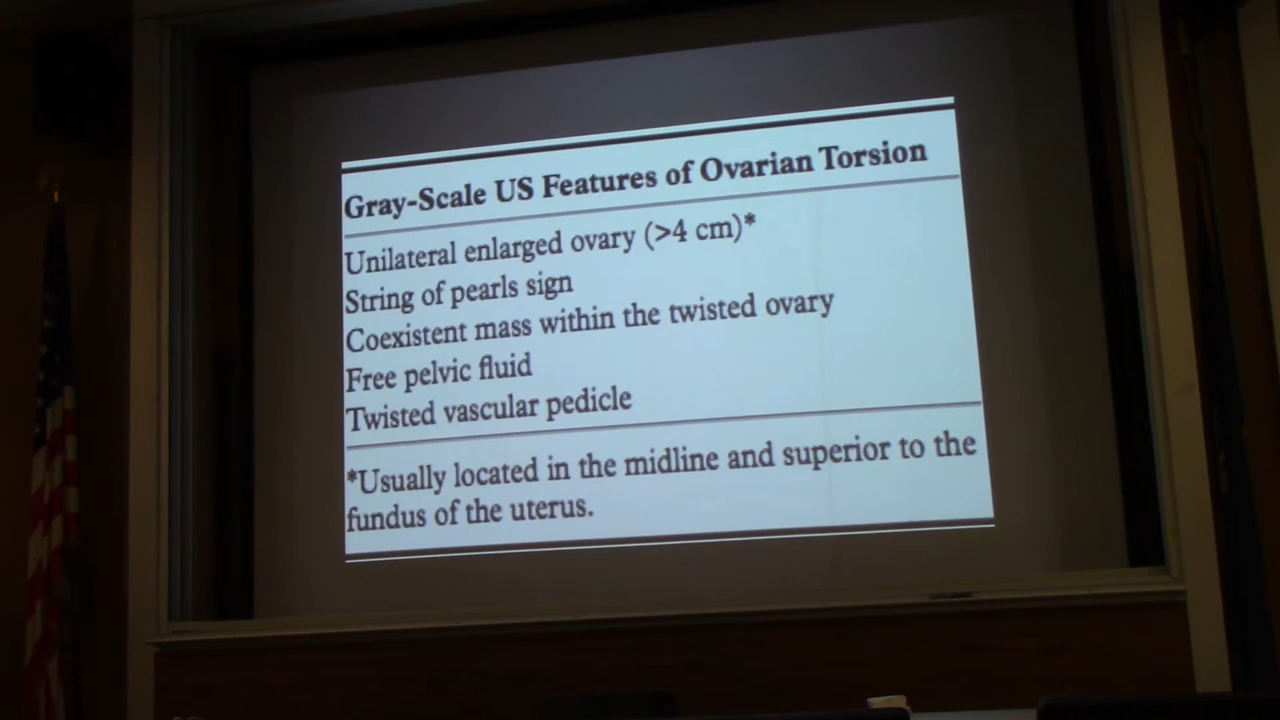 Gray-Scale US Features of Ovarian Torsion
Unilateral enlarged ovary (>4 cm)*
String of pearls sign
Coexistent mass within the twisted ovary
Free pelvic fluid
Twisted vascular pedicle
*Usually located in the midline and superior to the
fundus of the uterus.